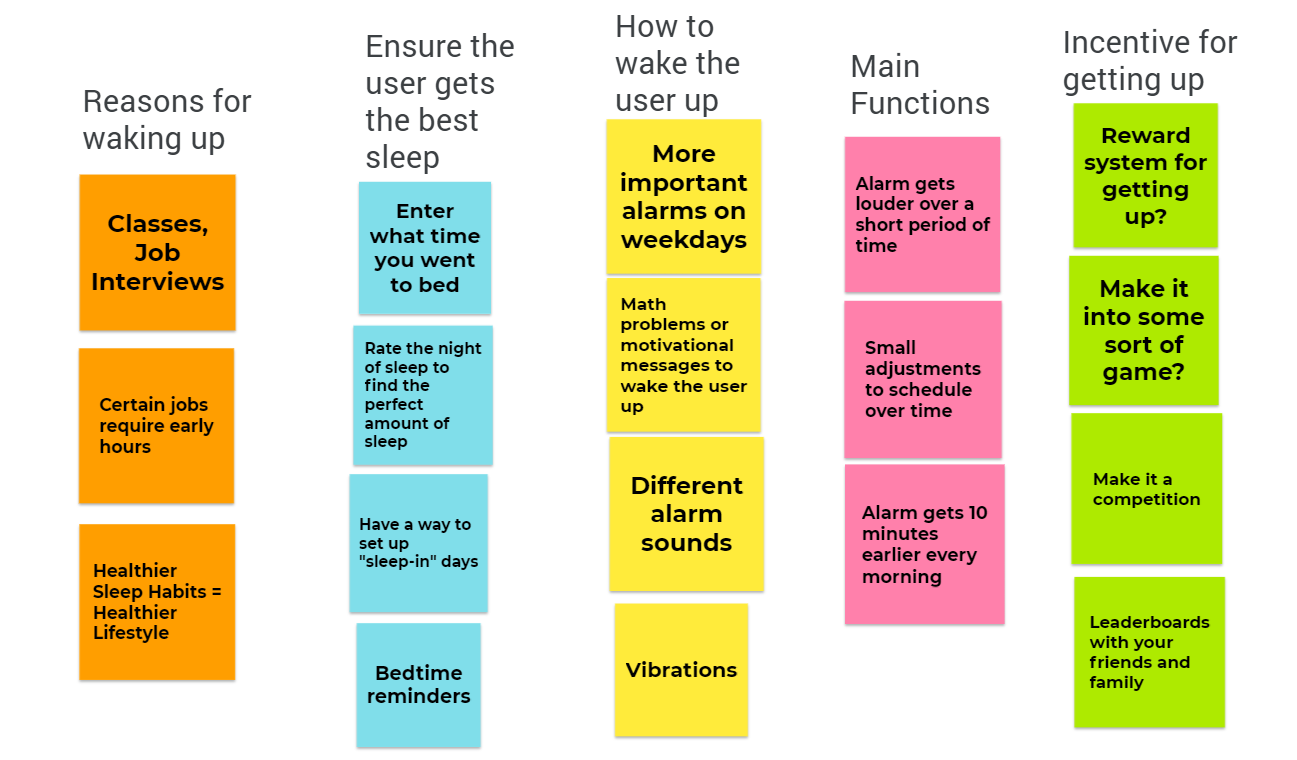 Reasons for
waking up
Classes,
Job
Interviews
Certain jobs
require early
hours
Healthier
Sleep Habits =
Healthier
Lifestyle
Ensure the
user gets
the best
sleep
Enter
what time
you went
to bed
Rate the night
of sleep to
find the
perfect
amount of
sleep
Have a way to
set up
"sleep-in" days
Bedtime
reminders
How to
wake the
user up
More
important
alarms on
weekdays
Math
problems or
motivational
messages to
wake the user
up
Different
alarm
sounds
Vibrations
Main
Functions
Alarm gets
louder over a
short period of
time
Small
adjustments
to schedule
over time
Alarm gets 10
minutes
earlier every
morning
Incentive for
getting up
Reward
system for
getting
up?
Make it
into some
sort of
game?
Make it a
competition
Leaderboards
with your
friends and
family